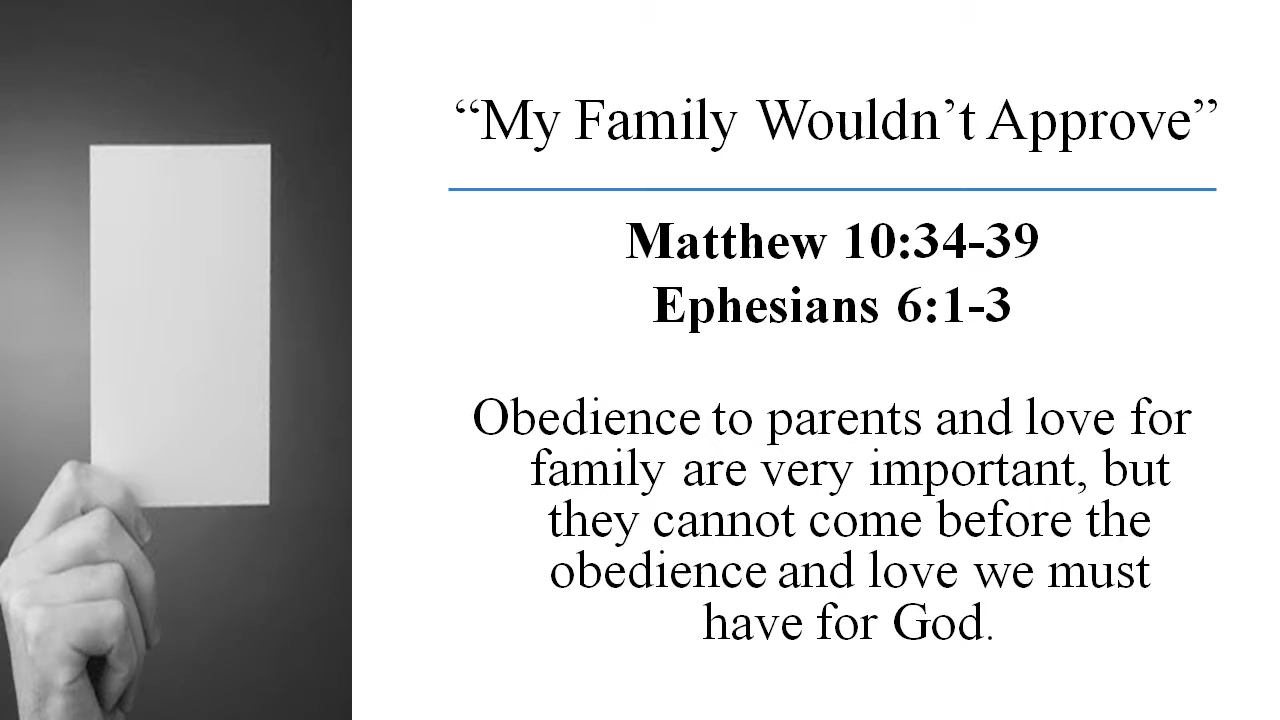 “My Family Wouldn’t Approve”
Matthew 10:34-39
Ephesians 6:1-3
Obedience to parents and love for
family are very important, but
they cannot come before the
obedience and love we must
have for God.